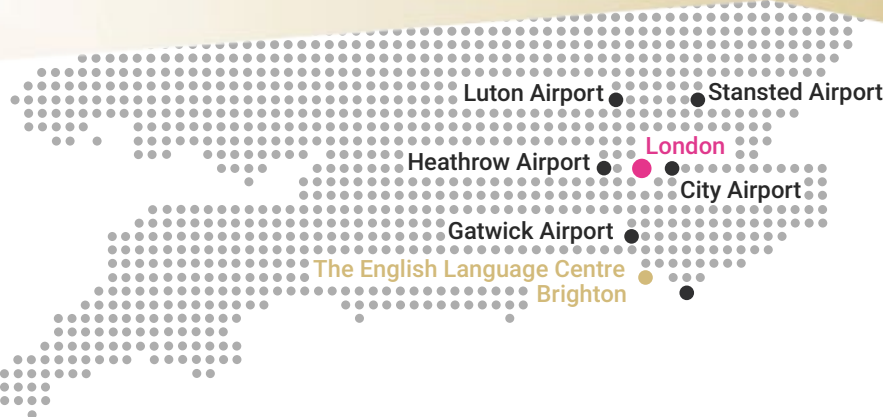 Luton Airport
Stansted Airport
London
Heathrow Airport
City Airport
Gatwick Airport
The English Language Centre
Brighton